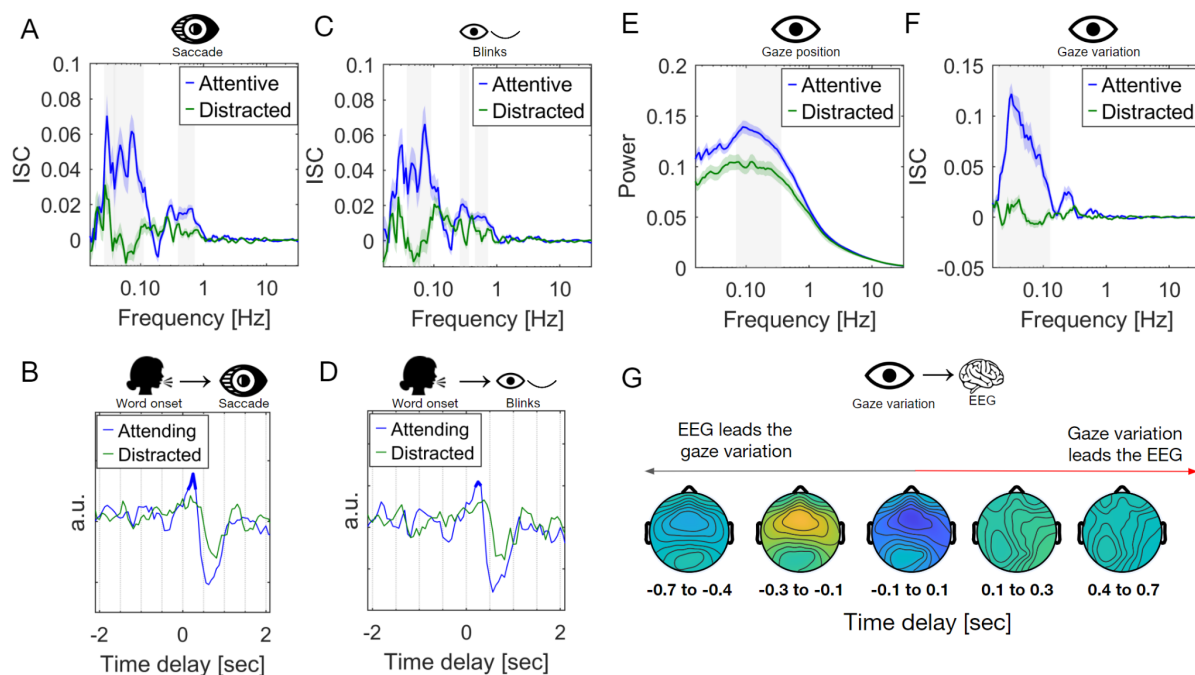 A
Saccade
0.1
0.08
0.06
0.04
0.02
0
ISC
Attentive
Distracted
0.10
1
10
Frequency [Hz]
C
Blinks
0.1
0.08
0.06
0.04
0.02
0
ISC
Attentive
Distracted
0.10
1
10
Frequency [Hz]
E
Gaze position
0.2
0.15
0.1
0.05
0
Power
Attentive
Distracted
0.10
1
10
Frequency [Hz]
F
Gaze variation
0.15
0.1
0.05
0
-0.05
ISC
Attentive
Distracted
0.10
1
10
Frequency [Hz]
B
Word onset
Saccade
Attending
Distracted
a.u.
-2
0
2
Time delay [sec]
D
Word onset
Blinks
Attending
Distracted
a.u.
-2
0
2
Time delay [sec]
G
Gaze variation
EEG
EEG leads the
gaze variation
Gaze variation
leads the EEG
-0.7 to -0.4
-0.3 to -0.1
-0.1 to 0.1
0.1 to 0.3
0.4 to 0.7
Time delay [sec]